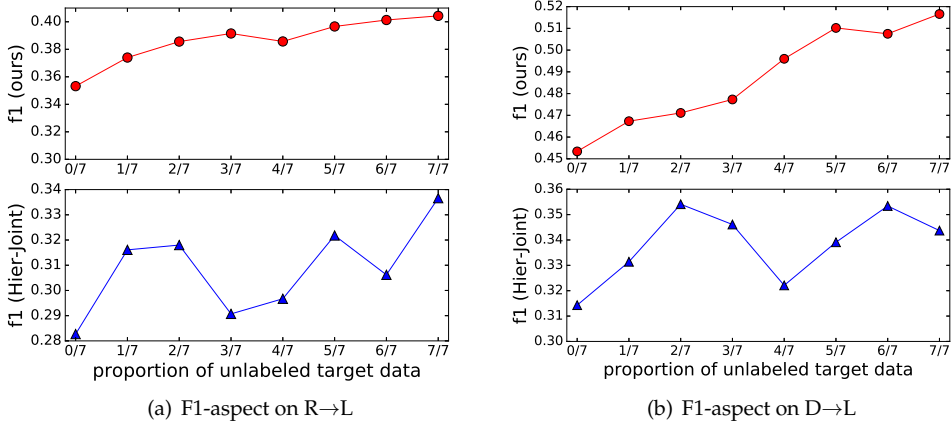 f1 (ours)
0.40
0.38
0.36
0.34
0.32
0.30
0/7 1/7 2/7 3/7 4/7 5/7 6/7 7/7
f1 (Hier-Joint)
0.34
0.33
0.32
0.31
0.30
0.29
0.28
0/7 1/7 2/7 3/7 4/7 5/7 6/7 7/7
proportion of unlabeled target data
(a) F1-aspect on R→L
f1 (ours)
0.52
0.51
0.50
0.49
0.48
0.47
0.46
0.45
0/7 1/7 2/7 3/7 4/7 5/7 6/7 7/7
f1 (Hier-Joint)
0.36
0.35
0.34
0.33
0.32
0.31
0.30
0/7 1/7 2/7 3/7 4/7 5/7 6/7 7/7
proportion of unlabeled target data
(b) F1-aspect on D→L